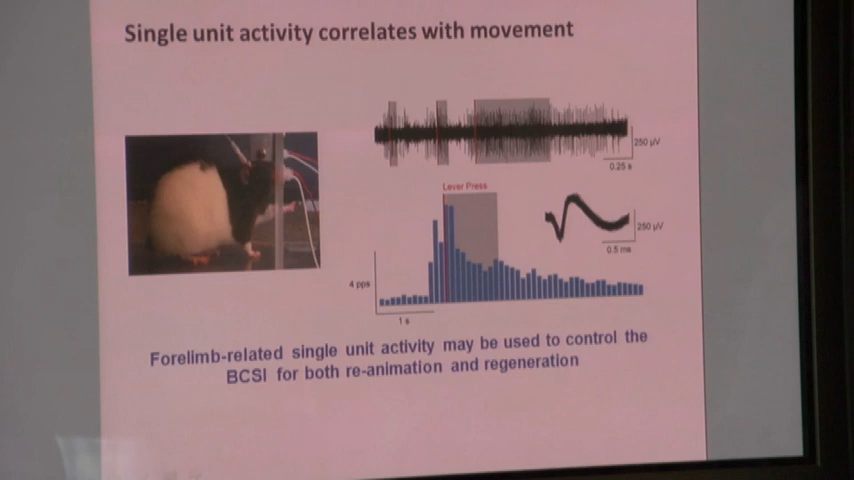 Single unit activity correlates with movement
250 µV
0.25 s
Lever Press
250 µV
0.5 ms
4 pps
1 s
Forelimb-related single unit activity may be used to control the
BCSI for both re-animation and regeneration